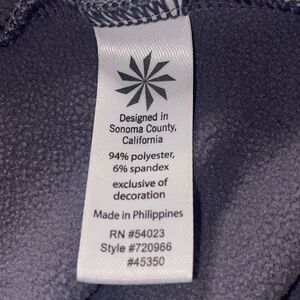 Designed in
Sonoma County,
California
94% polyester,
6% spandex
exclusive of
decoration
Made in Philippines
RN #54023
Style #720966
#45350